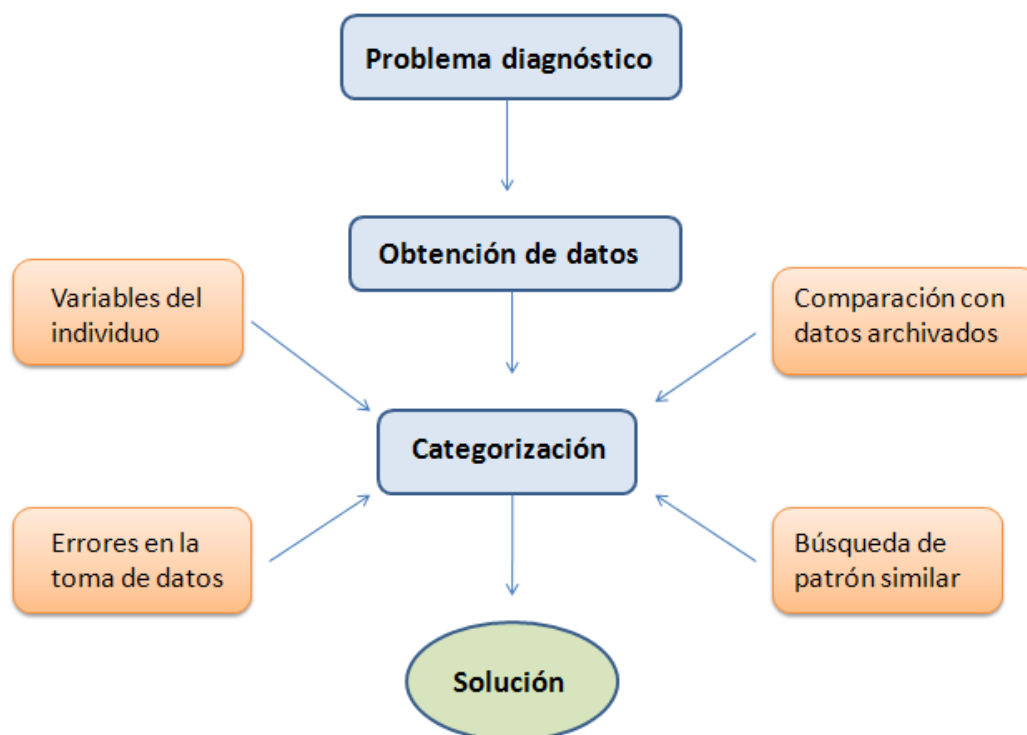 Problema diagnóstico
Obtención de datos
Variables del
individuo
Comparación con
datos archivados
Categorización
Errores en la
toma de datos
Búsqueda de
patrón similar
Solución